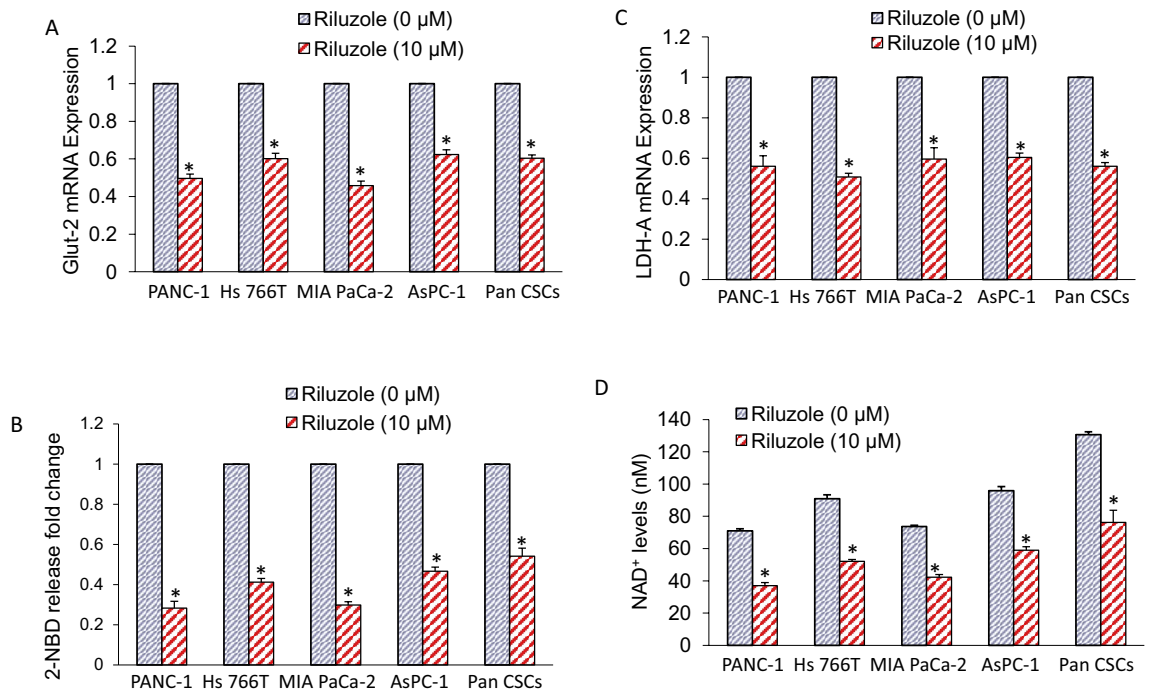 A
Riluzole (0 µM)
Riluzole (10 µM)
Glut-2 mRNA Expression
1.2
1
0.8
0.6
0.4
0.2
0
* * * * *
PANC-1 Hs 766T MIA PaCa-2 AsPC-1 Pan CSCs
C
Riluzole (0 µM)
Riluzole (10 µM)
LDH-A mRNA Expression
1.2
1
0.8
0.6
0.4
0.2
0
* * * * *
PANC-1 Hs 766T MIA PaCa-2 AsPC-1 Pan CSCs
B
Riluzole (0 µM)
Riluzole (10 µM)
2-NBD release fold change
1.2
1
0.8
0.6
0.4
0.2
0
* * * * *
PANC-1 Hs 766T MIA PaCa-2 AsPC-1 Pan CSCs
D
Riluzole (0 µM)
Riluzole (10 µM)
NAD⁺ levels (nM)
140
120
100
80
60
40
20
0
* * * * *
PANC-1 Hs 766T MIA PaCa-2 AsPC-1 Pan CSCs